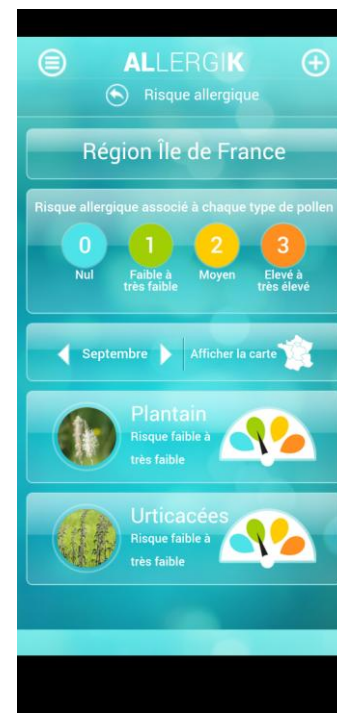 ALLERGIK
Risque allergique
Région Île de France
Risque allergique associé à chaque type de pollen
0 1 2 3
Nul Faible à Moyen Elevé à
très faible très élevé
Septembre Afficher la carte
Plantain
Risque faible à
très faible
Urticacées
Risque faible à
très faible